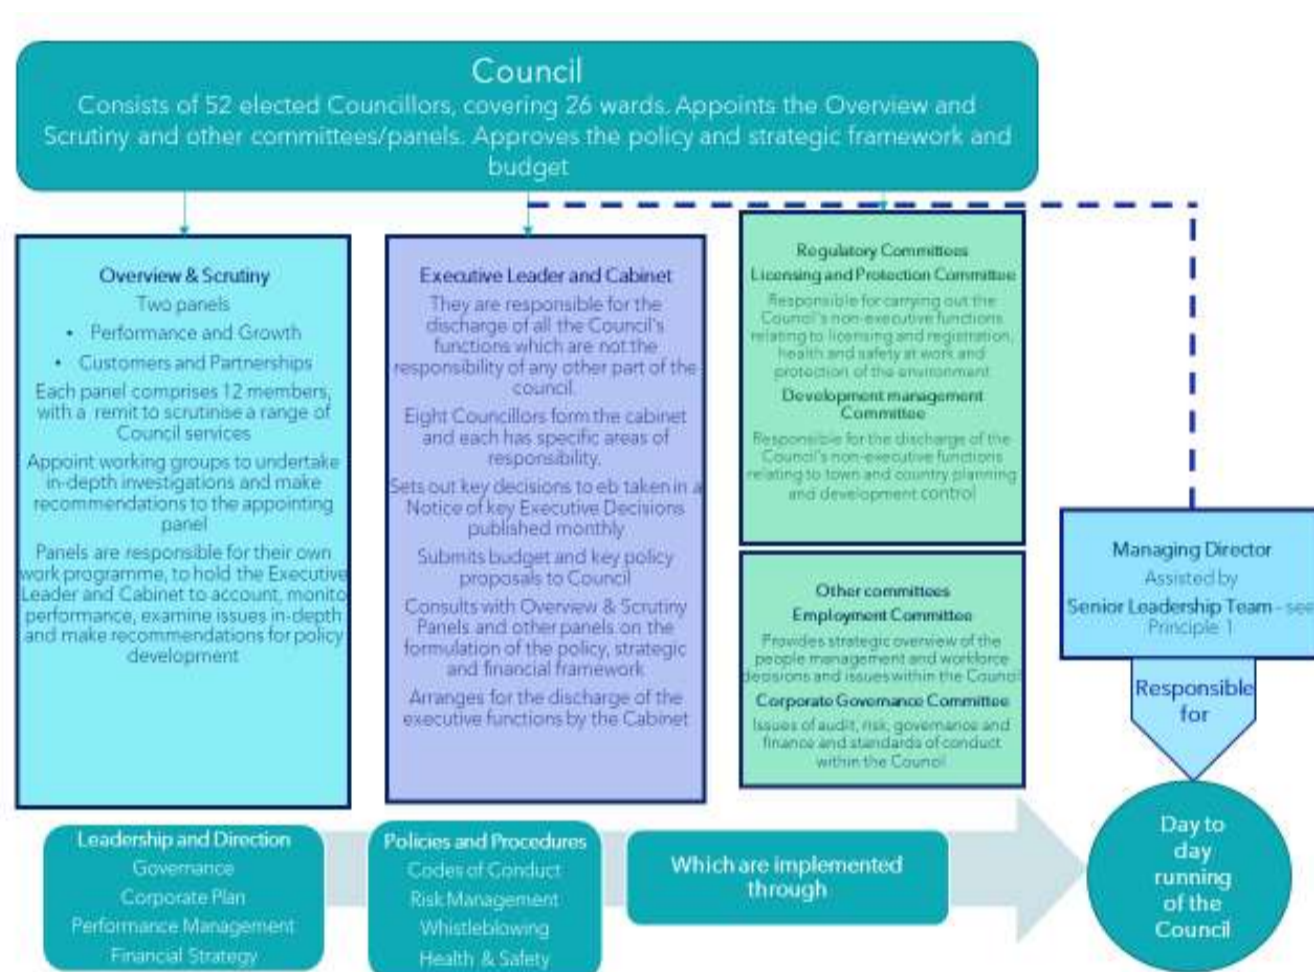 Council
Consists of 52 elected Councillors, covering 26 wards. Appoints the Overview and
Scrutiny and other committees/panels. Approves the policy and strategic framework and
budget
Overview & Scrutiny
Two panels
• Performance and Growth
• Customers and Partnerships
Each panel comprises 12 members,
with a remit to scrutinise a range of
Council services
Appoint working groups to undertake
in-depth investigations and make
recommendations to the appointing
panel
Panels are responsible for their own
work programme, to hold the Executive
Leader and Cabinet to account, monito
performance, examine issues in-depth
and make recommendations for policy
development
Executive Leader and Cabinet
They are responsible for the
discharge of all the Council's
functions which are not the
responsibility of any other part of the
council.
Eight Councillors form the cabinet
and each has specific areas of
responsibility.
Sets out key decisions to eb taken in a
Notice of key Executive Decisions
published monthly
Submits budget and key policy
proposals to Council
Consults with Overview & Scrutiny
Panels and other panels on the
formulation of the policy, strategic
and financial framework
Arranges for the discharge of the
executive functions by the Cabinet
Regulatory Committees
Licensing and Protection Committee
Responsible for carrying out the
Council's non-executive functions
relating to licensing and registration,
health and safety at work and
protection of the environment
Development management
Committee
Responsible for the discharge of the
Council's non-executive functions
relating to town and country planning
and development control
Other committees
Employment Committee
Provides strategic overview of the
people management and workforce
decisions and issues within the Council
Corporate Governance Committee
Issues of audit, risk, governance and
finance and standards of conduct
within the Council
Managing Director
Assisted by
Senior Leadership Team - see
Principle 1
Responsible
for
Day to
day
running
of the
Council
Leadership and Direction
Governance
Corporate Plan
Performance Management
Financial Strategy
Policies and Procedures
Codes of Conduct
Risk Management
Whistleblowing
Health & Safety
Which are implemented
through